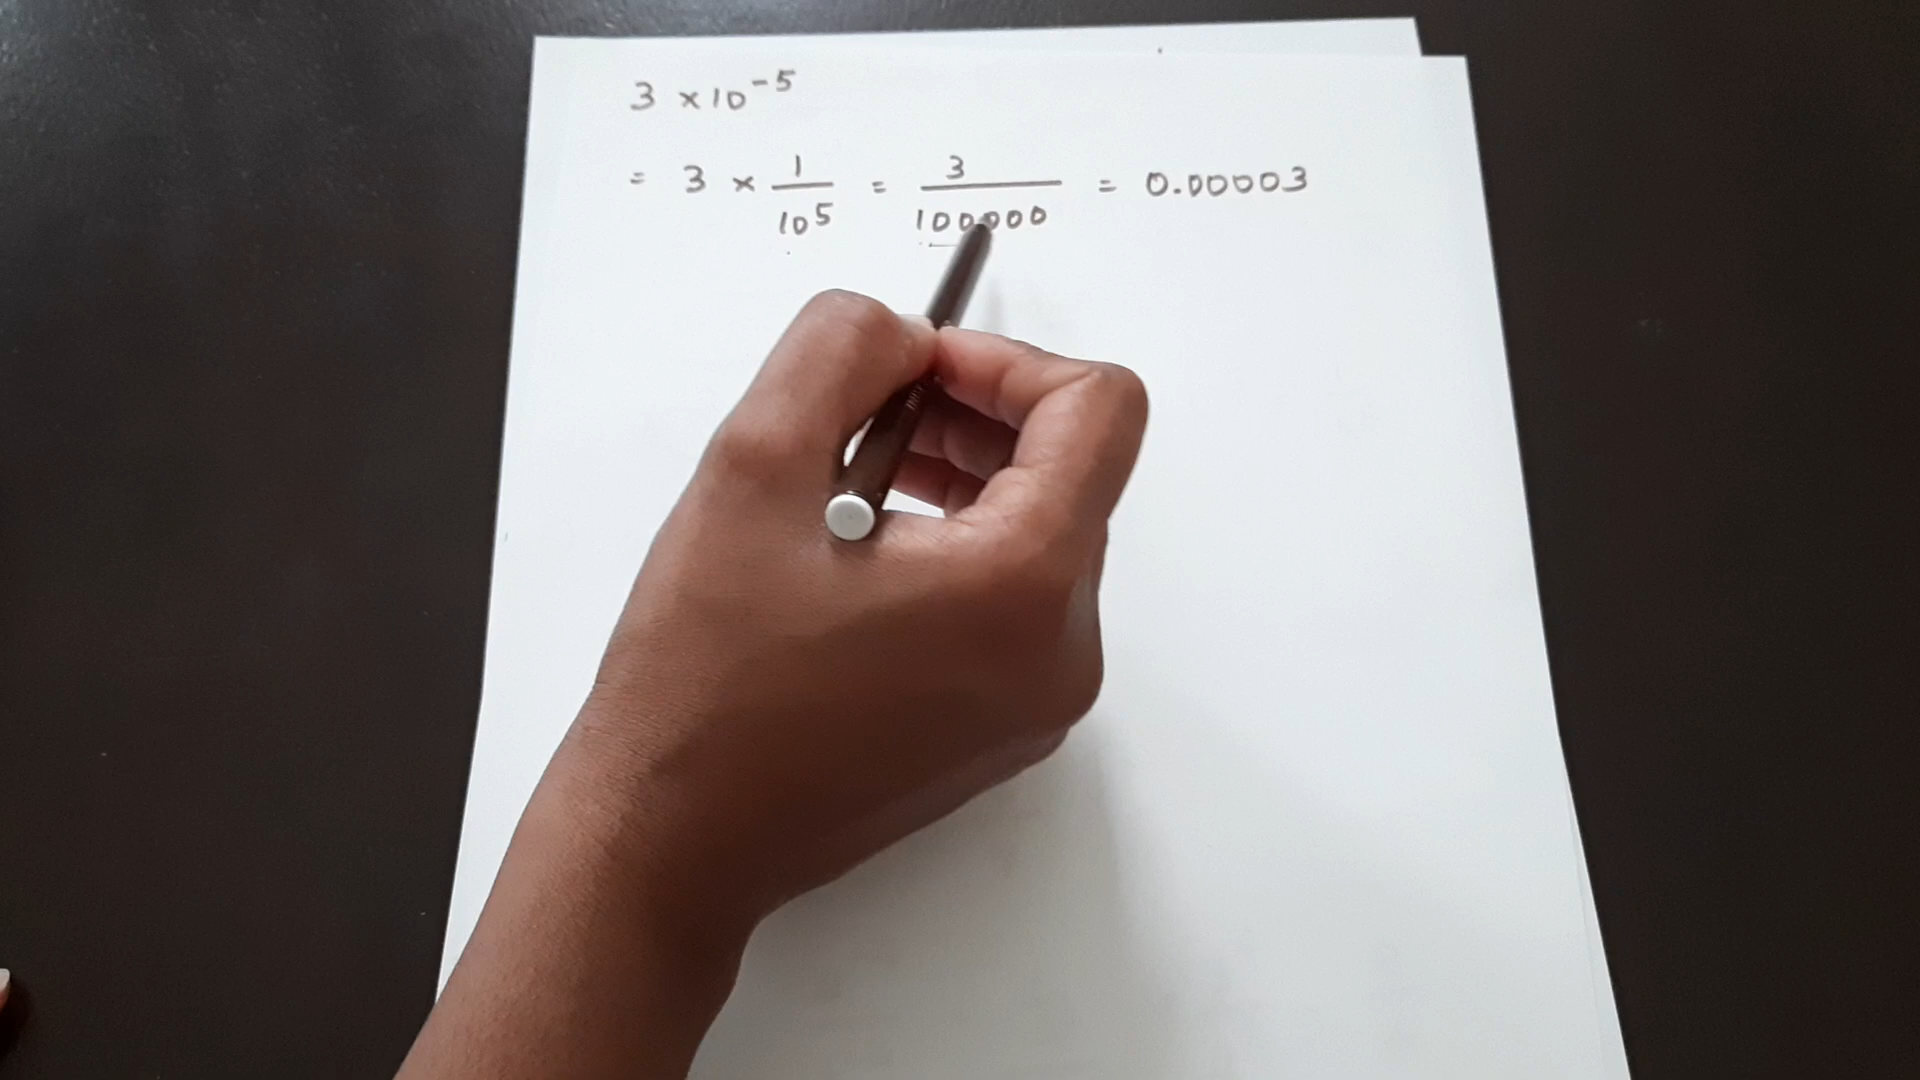 3 × 10⁻⁵
= 3 × 1/10⁵ = 3/100000 = 0.00003